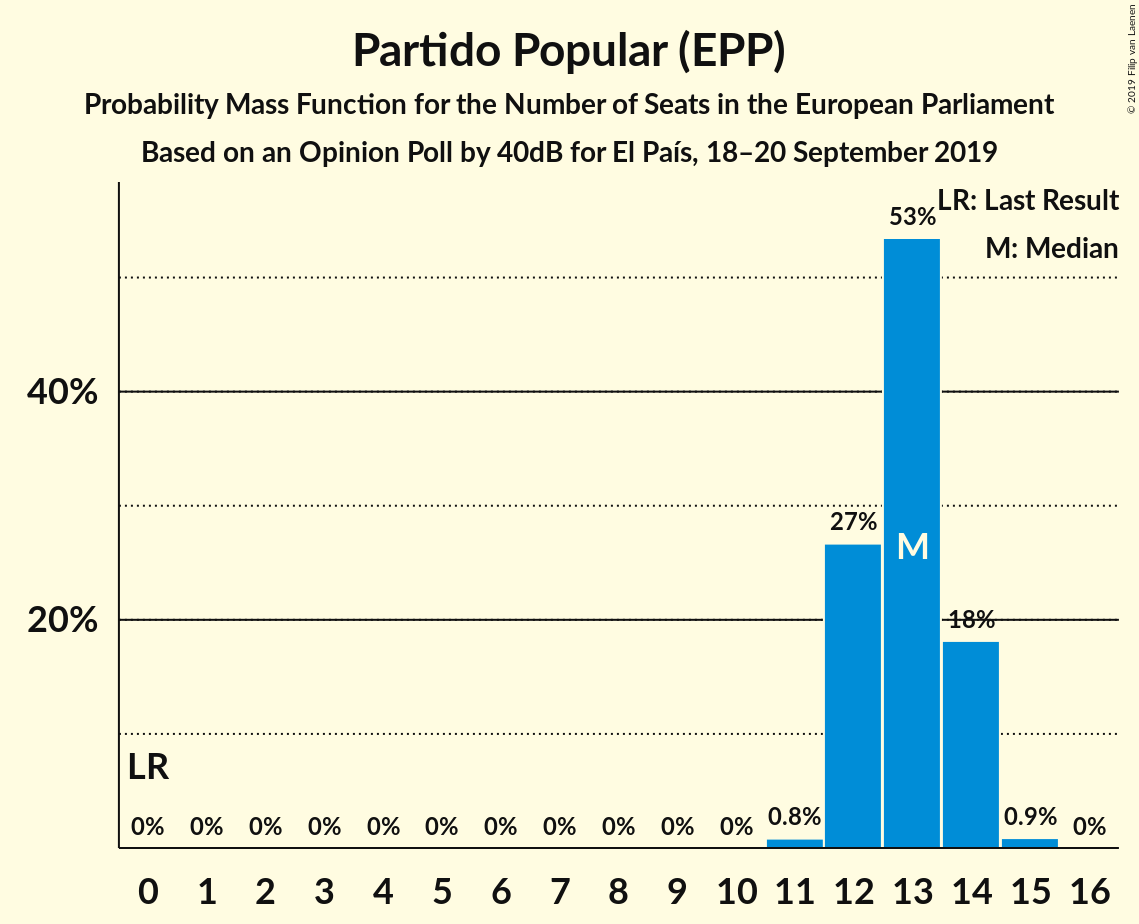 Partido Popular (EPP)
Probability Mass Function for the Number of Seats in the European Parliament
Based on an Opinion Poll by 40dB for El País, 18–20 September 2019
© 2019 Filip van Laenen
LR: Last Result
M: Median
53%
40%
27%
M
20%
18%
LR
0% 0% 0% 0% 0% 0% 0% 0% 0% 0% 0% 0.8% 0.9% 0%
0 1 2 3 4 5 6 7 8 9 10 11 12 13 14 15 16